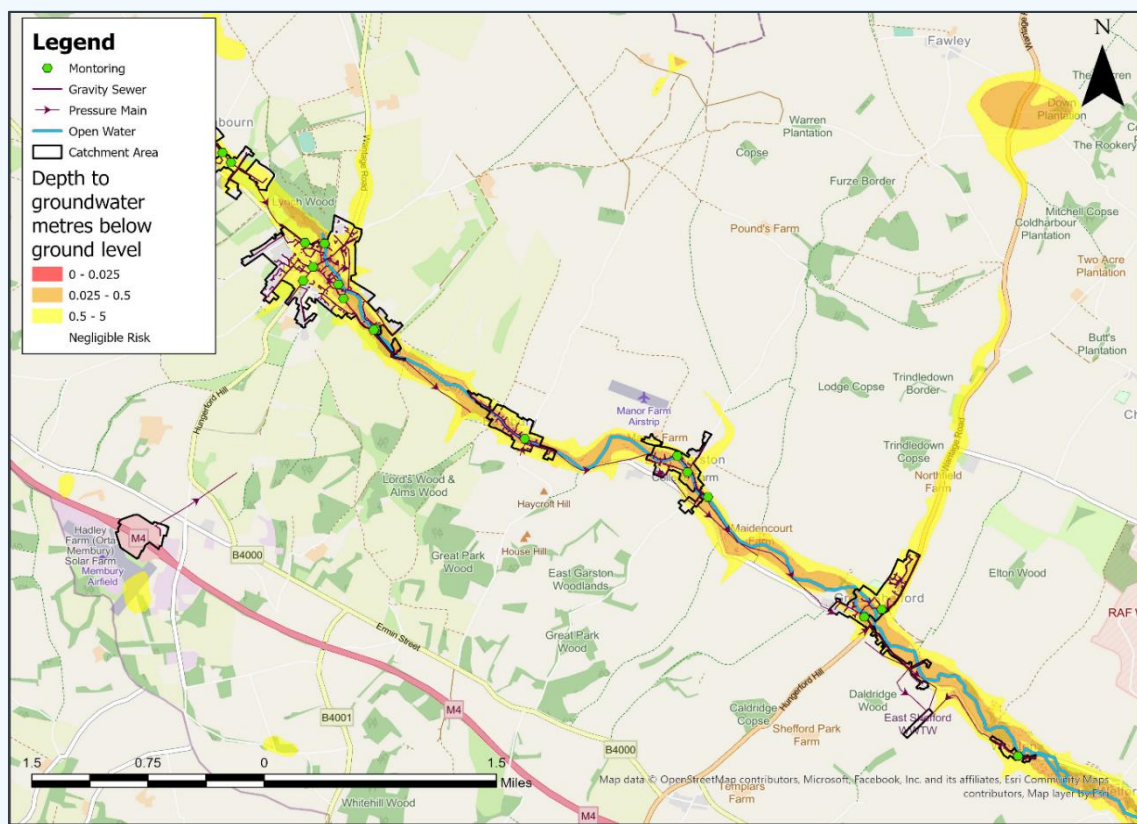 Legend
Montoring
Gravity Sewer
Pressure Main
Open Water
Catchment Area
Depth to
groundwater
metres below
ground level
0 - 0.025
0.025 - 0.5
0.5 - 5
Negligible Risk
N
Fawley
Down
Plantation
The Rookery
Warren
Plantation
Copse
Furze Border
Mitchell Copse
Coldharbour
Plantation
Pound's Farm
Two Acre
Plantation
bourn
Wantage Road
Lynch Wood
Butt's
Plantation
Trindledown
Border
Lodge Copse
Manor Farm
Airstrip
Trindledown
Copse
Wantage Road
Northfield
Farm
Hungerford Hill
Lord's Wood &
Alms Wood
Haycroft Hill
House Hill
Maidencourt
Farm
Great Park
Wood
East Garston
Woodlands
Elton Wood
RAF W
Hadley
Farm (Orta
Membury)
Solar Farm
Membury
Airfield
M4
B4000
Ermin Street
Great Park
Wood
Hungerford Hill
Daldridge
Wood
Caldridge
Copse
East Shefford
WWTW
Shefford Park
Farm
M4
B4001
B4000
1.5
0.75
0
1.5
Miles
Templars
Farm
Whitehill Wood
M4
Map data © OpenStreetMap contributors, Microsoft, Facebook, Inc. and its affiliates, Esri Community Maps
contributors, Map layer by Esri